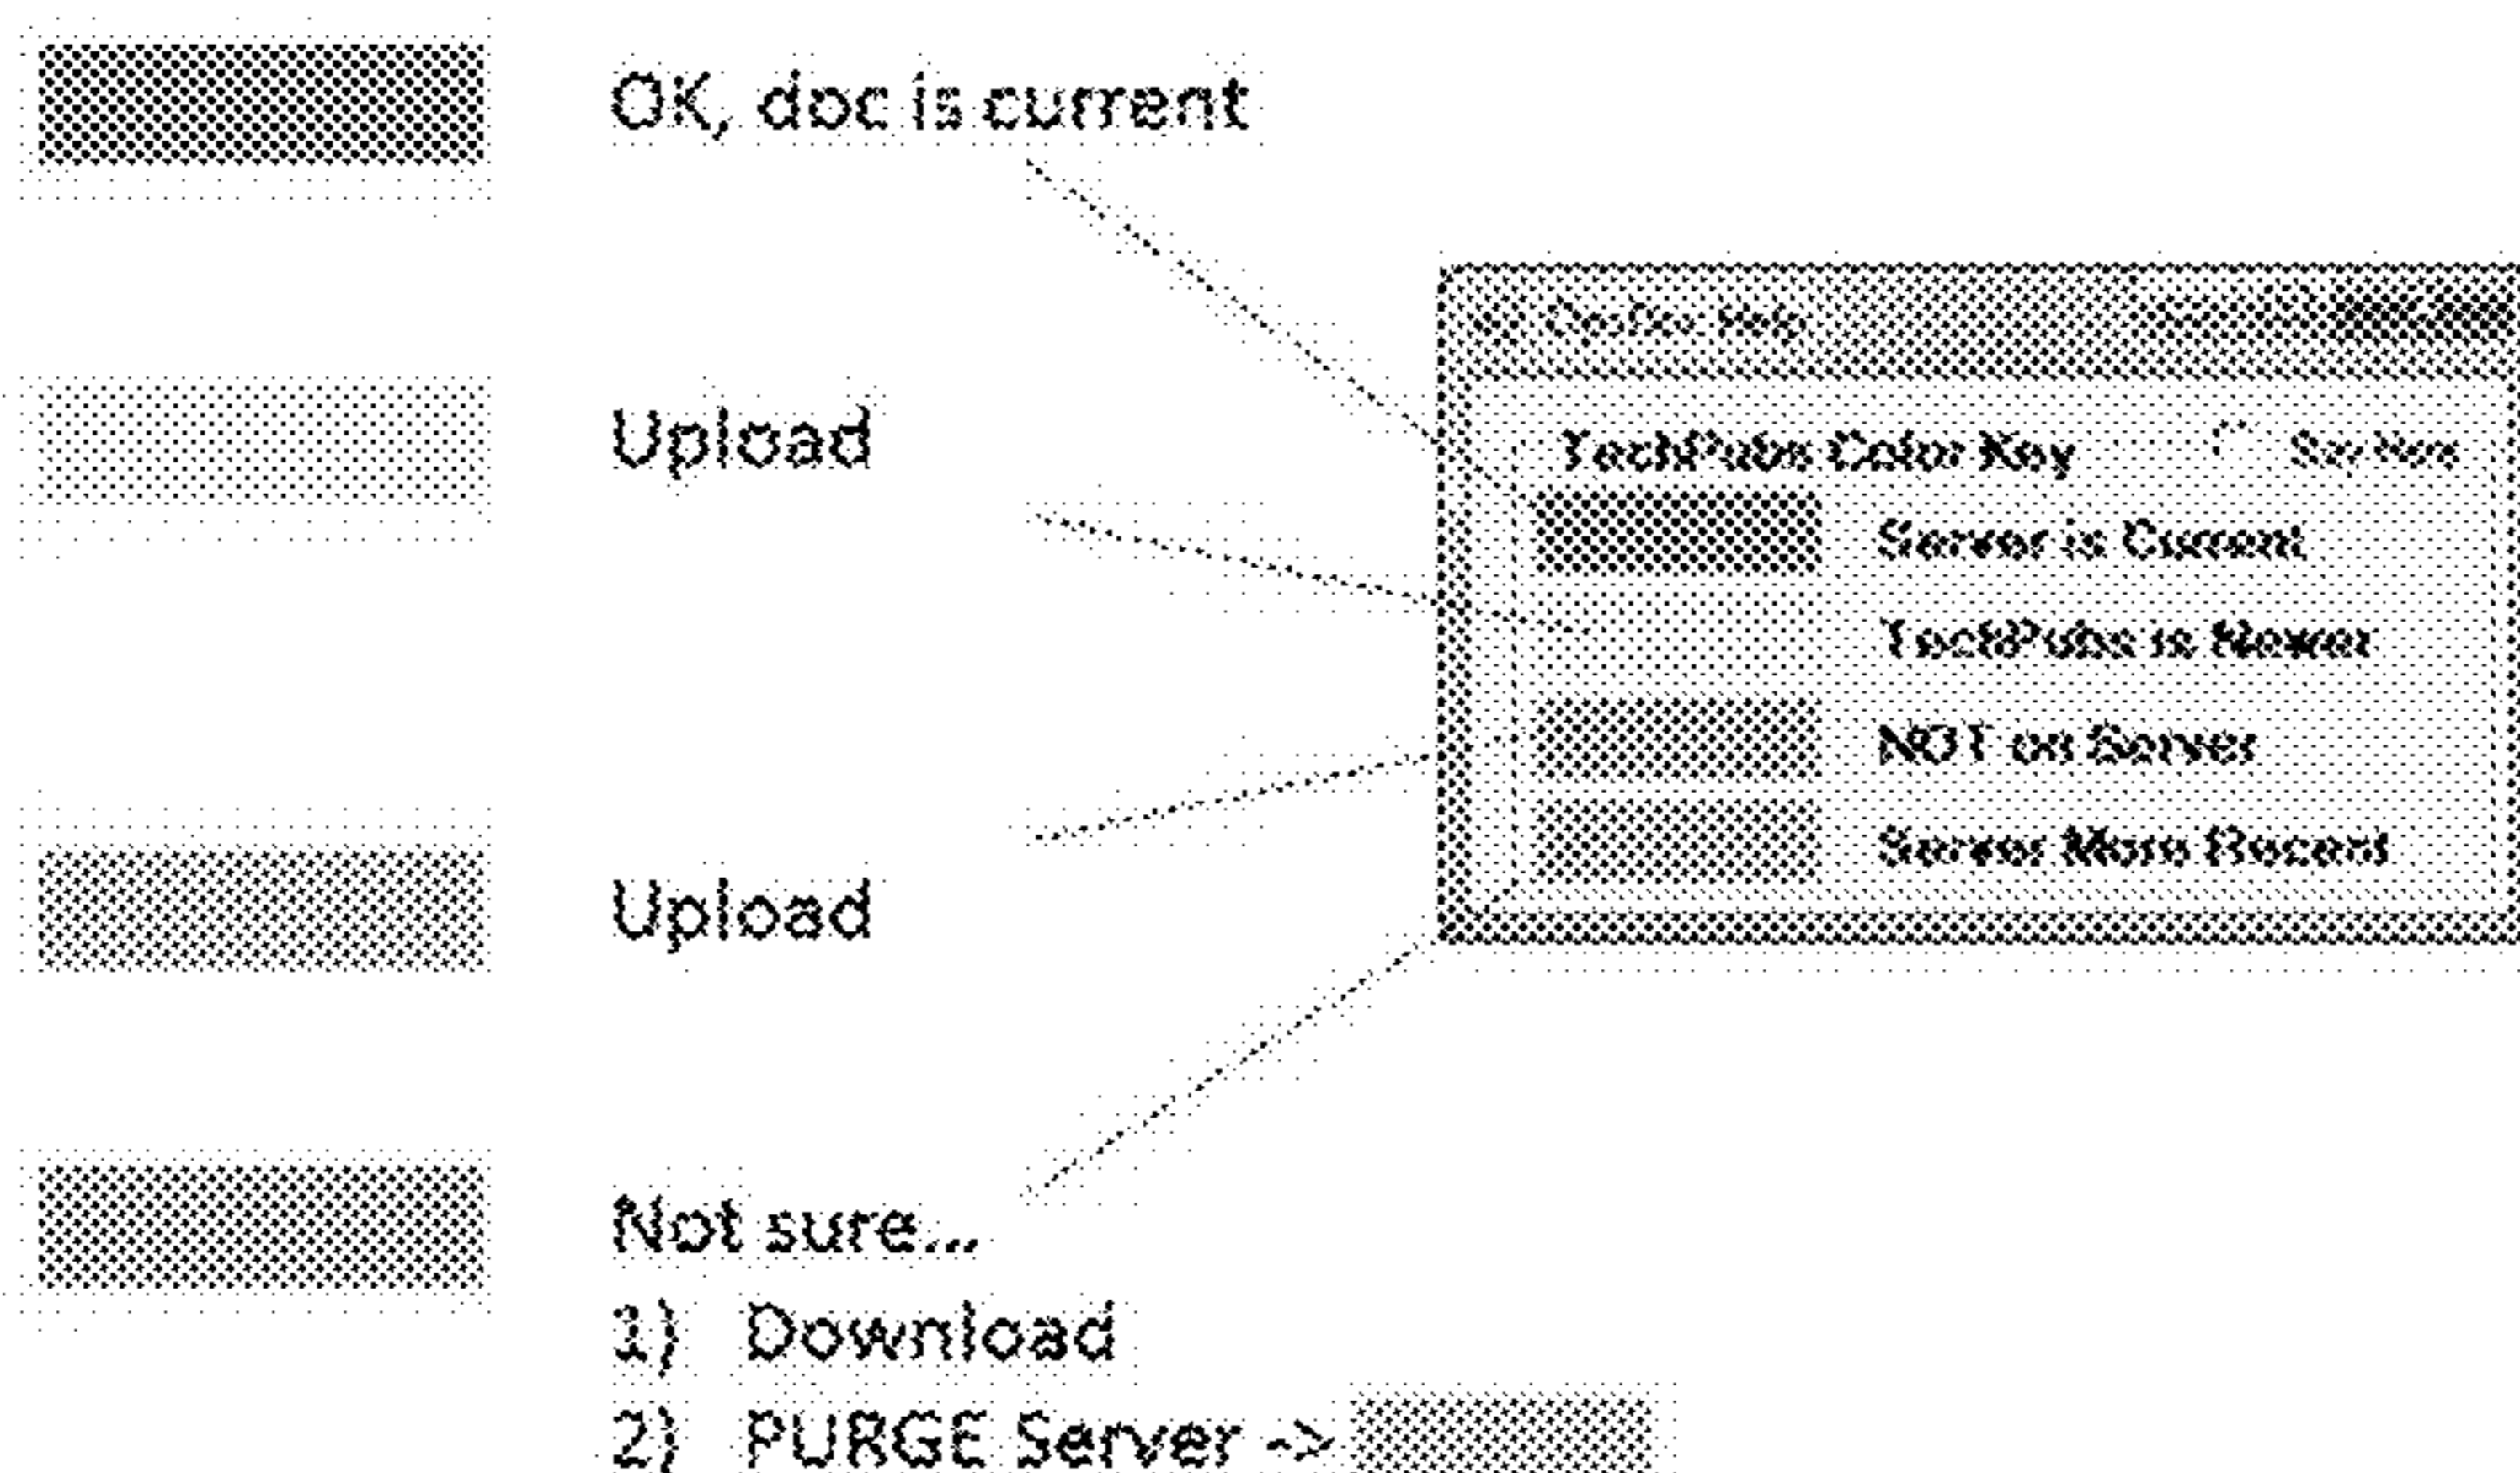 OK, doc is current
Upload
Upload
Not sure...
1) Download
2) PURGE Server ->
Help
TechPubs Color Key
Server is Current
TechPubs is Newer
NOT on Server
Server More Recent